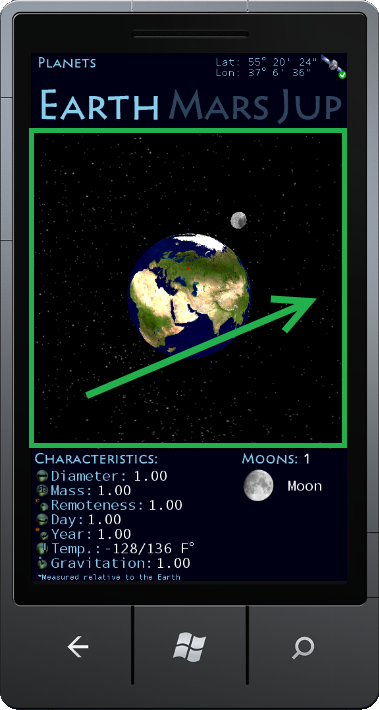 Planets
Lat: 55° 20' 24"
Lon: 37° 6' 36"
Earth Mars Jup
Characteristics:
Diameter: 1.00
Mass: 1.00
Remoteness: 1.00
Day: 1.00
Year: 1.00
Temp.: -128/136 F°
Gravitation: 1.00
*Measured relative to the Earth
Moons: 1
Moon